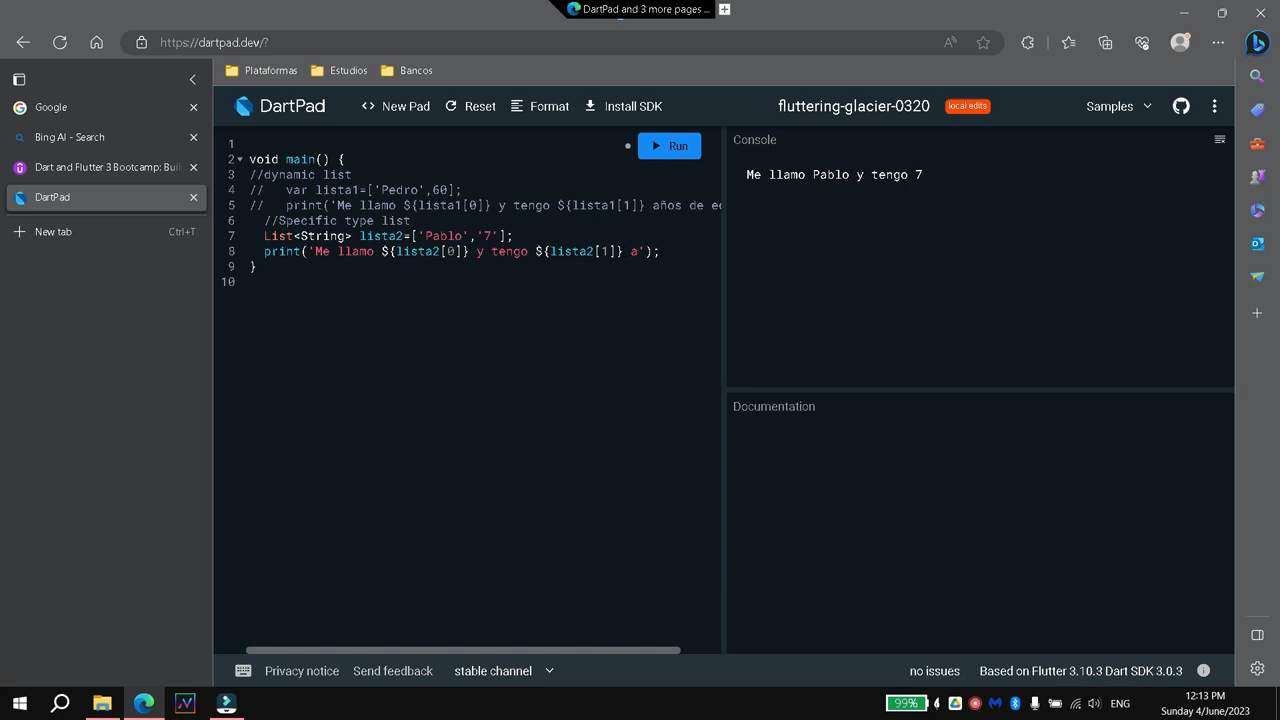 DartPad and 3 more pages ...
https://dartpad.dev/?
Plataformas
Estudios
Bancos
Google
Bing AI - Search
Dart and Flutter 3 Bootcamp: Bui
DartPad
New tab
Ctrl+T
DartPad
<> New Pad
Reset
Format
Install SDK
fluttering-glacier-0320
local edits
Samples
Run
1
2 void main() {
3 //dynamic list
4 //   var lista1=['Pedro',60];
5 //   print('Me llamo ${lista1[0]} y tengo ${lista1[1]} años de e
6   //Specific type list
7   List<String> lista2=['Pablo','7'];
8   print('Me llamo ${lista2[0]} y tengo ${lista2[1]} a');
9 }
10
Console
Me llamo Pablo y tengo 7
Documentation
Privacy notice
Send feedback
stable channel
no issues
Based on Flutter 3.10.3 Dart SDK 3.0.3
99%
ENG
12:13 PM
Sunday 4/June/2023